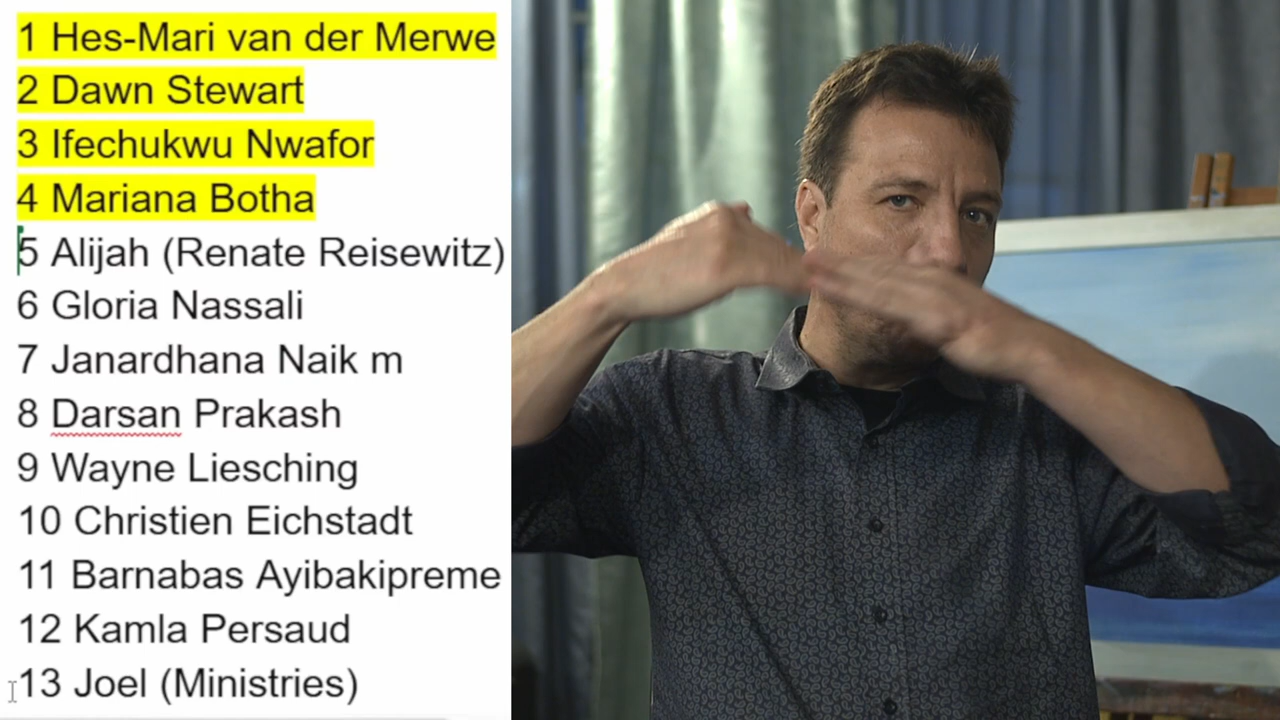 1 Hes-Mari van der Merwe
2 Dawn Stewart
3 Ifechukwu Nwafor
4 Mariana Botha
5 Alijah (Renate Reisewitz)
6 Gloria Nassali
7 Janardhana Naik m
8 Darsan Prakash
9 Wayne Liesching
10 Christien Eichstadt
11 Barnabas Ayibakipreme
12 Kamla Persaud
13 Joel (Ministries)